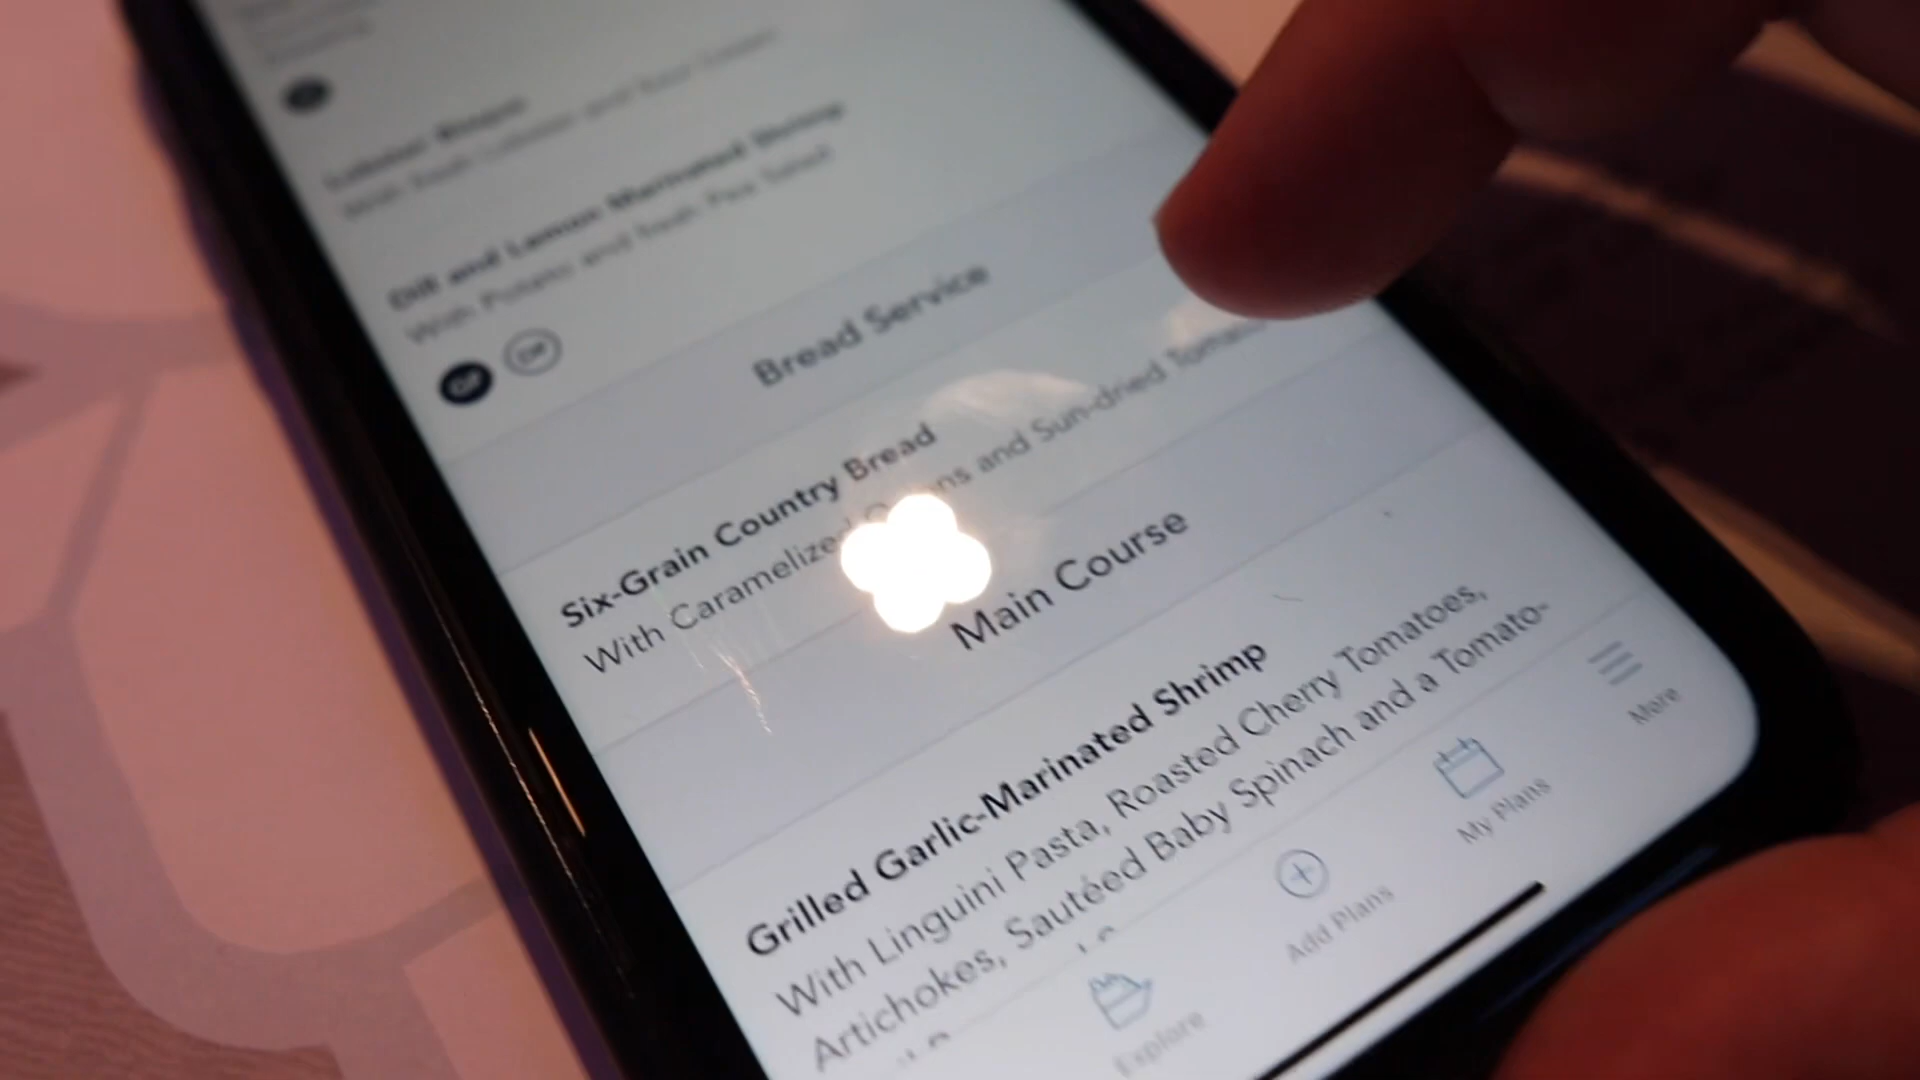 Lobster Bisque
Dill and Lemon-Marinated Shrimp
With Potato and Fresh Pea Salad
Bread Service
Six-Grain Country Bread
With Caramelized and Sun-dried
Main Course
Grilled Garlic-Marinated Shrimp
With Linguini Pasta, Roasted Cherry Tomatoes,
Artichokes, Sautéed Baby Spinach and a Tomato-
Explore
Add Plans
My Plans
More